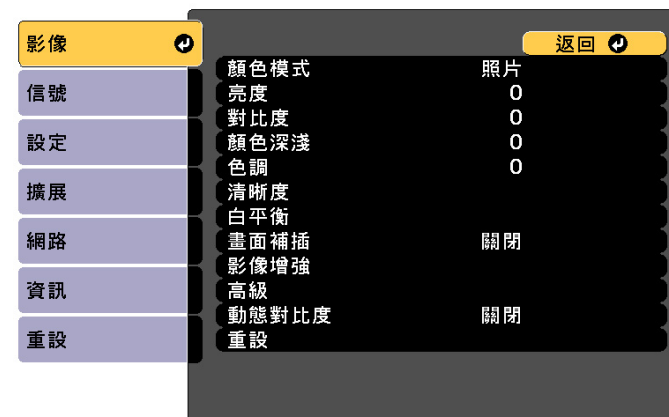 影像
信號
設定
擴展
網路
資訊
重設
返回
顏色模式 照片
亮度 0
對比度 0
顏色深淺 0
色調 0
清晰度
白平衡
畫面補插 關閉
影像增強
高級
動態對比度 關閉
重設